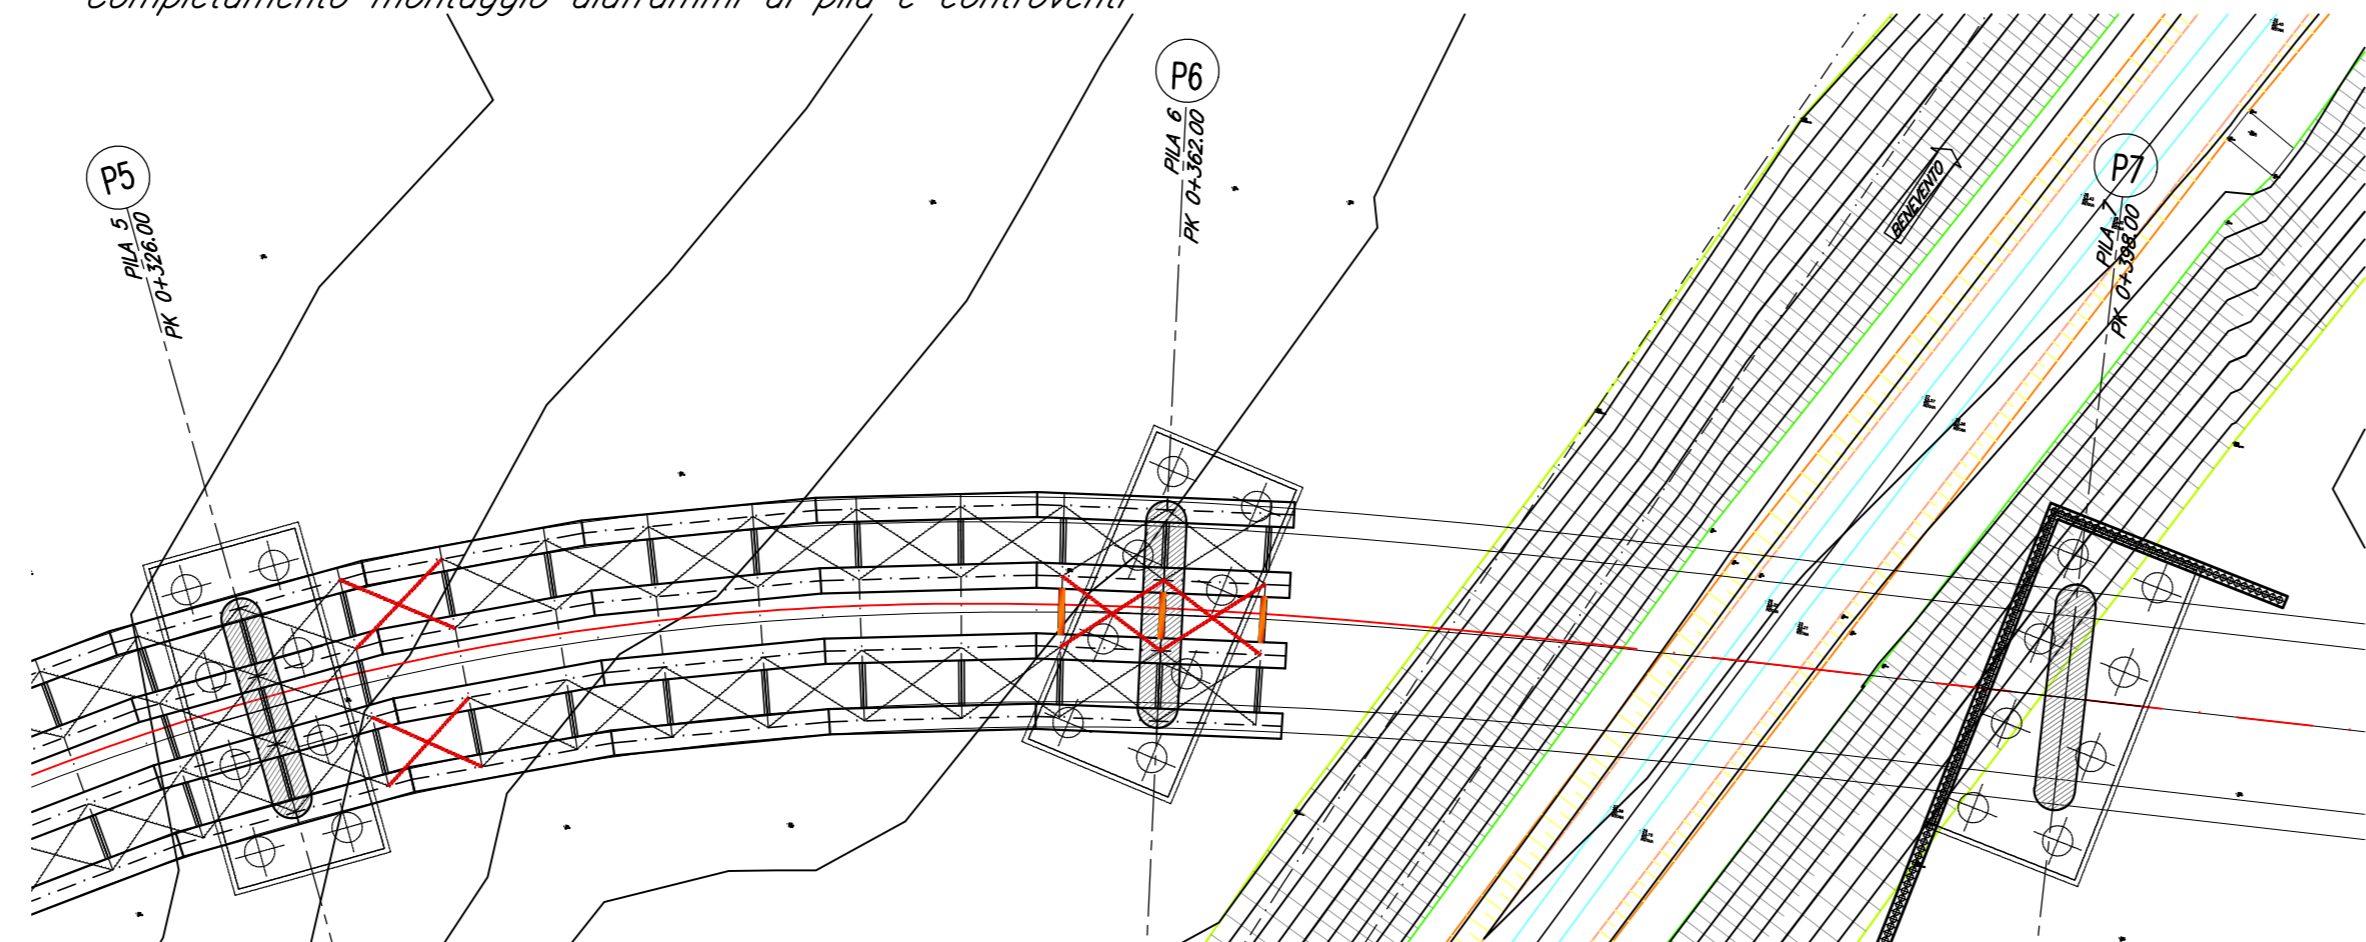 completamento montaggio diaframmi di pila e controventi
P5
PILA 5
PK 0+326.00
P6
PILA 6
PK 0+362.00
BENEVENTO
P7
PILA 7
PK 0+398.00